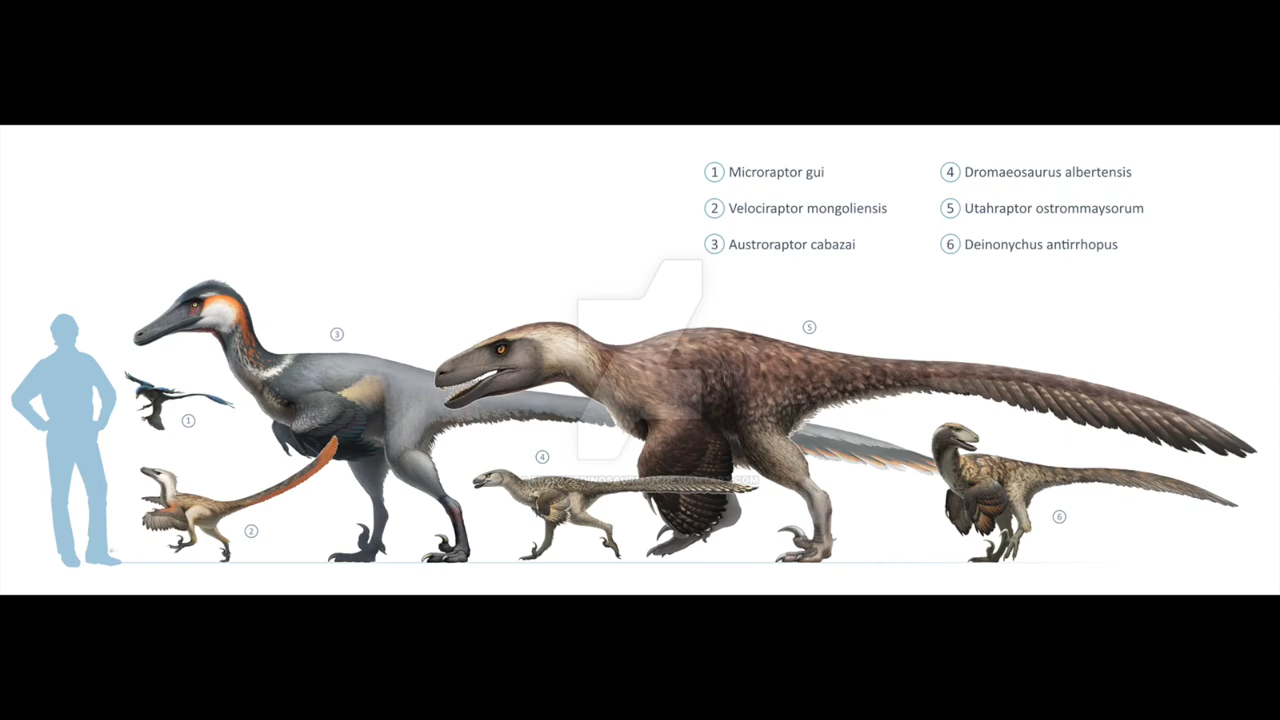 1 Microraptor gui
2 Velociraptor mongoliensis
3 Austroraptor cabazai
4 Dromaeosaurus albertensis
5 Utahraptor ostrommaysorum
6 Deinonychus antirrhopus
3
5
1
4
2
6